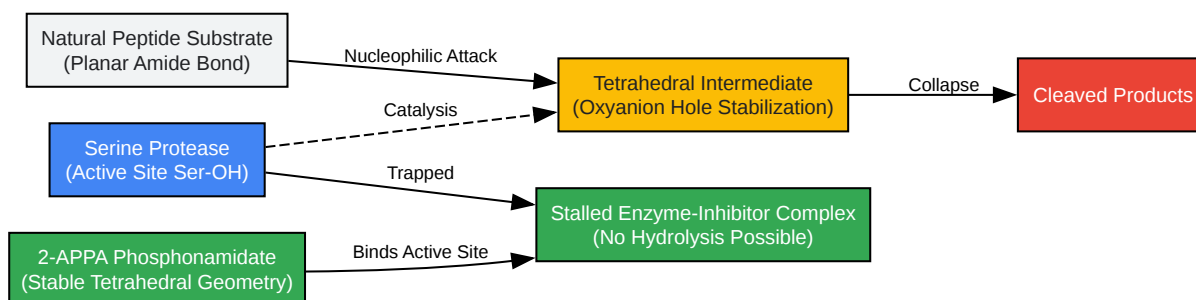 Natural Peptide Substrate
(Planar Amide Bond)
Nucleophilic Attack
Tetrahedral Intermediate
(Oxyanion Hole Stabilization)
Collapse
Cleaved Products
Serine Protease
(Active Site Ser-OH)
Catalysis
Trapped
Stalled Enzyme-Inhibitor Complex
(No Hydrolysis Possible)
2-APPA Phosphonamidate
(Stable Tetrahedral Geometry)
Binds Active Site